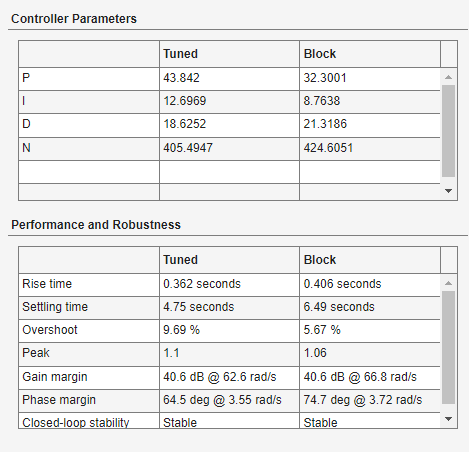 Controller Parameters
Tuned Block
P 43.842 32.3001
I 12.6969 8.7638
D 18.6252 21.3186
N 405.4947 424.6051
Performance and Robustness
Tuned Block
Rise time 0.362 seconds 0.406 seconds
Settling time 4.75 seconds 6.49 seconds
Overshoot 9.69 % 5.67 %
Peak 1.1 1.06
Gain margin 40.6 dB @ 62.6 rad/s 40.6 dB @ 66.8 rad/s
Phase margin 64.5 deg @ 3.55 rad/s 74.7 deg @ 3.72 rad/s
Closed-loop stability Stable Stable